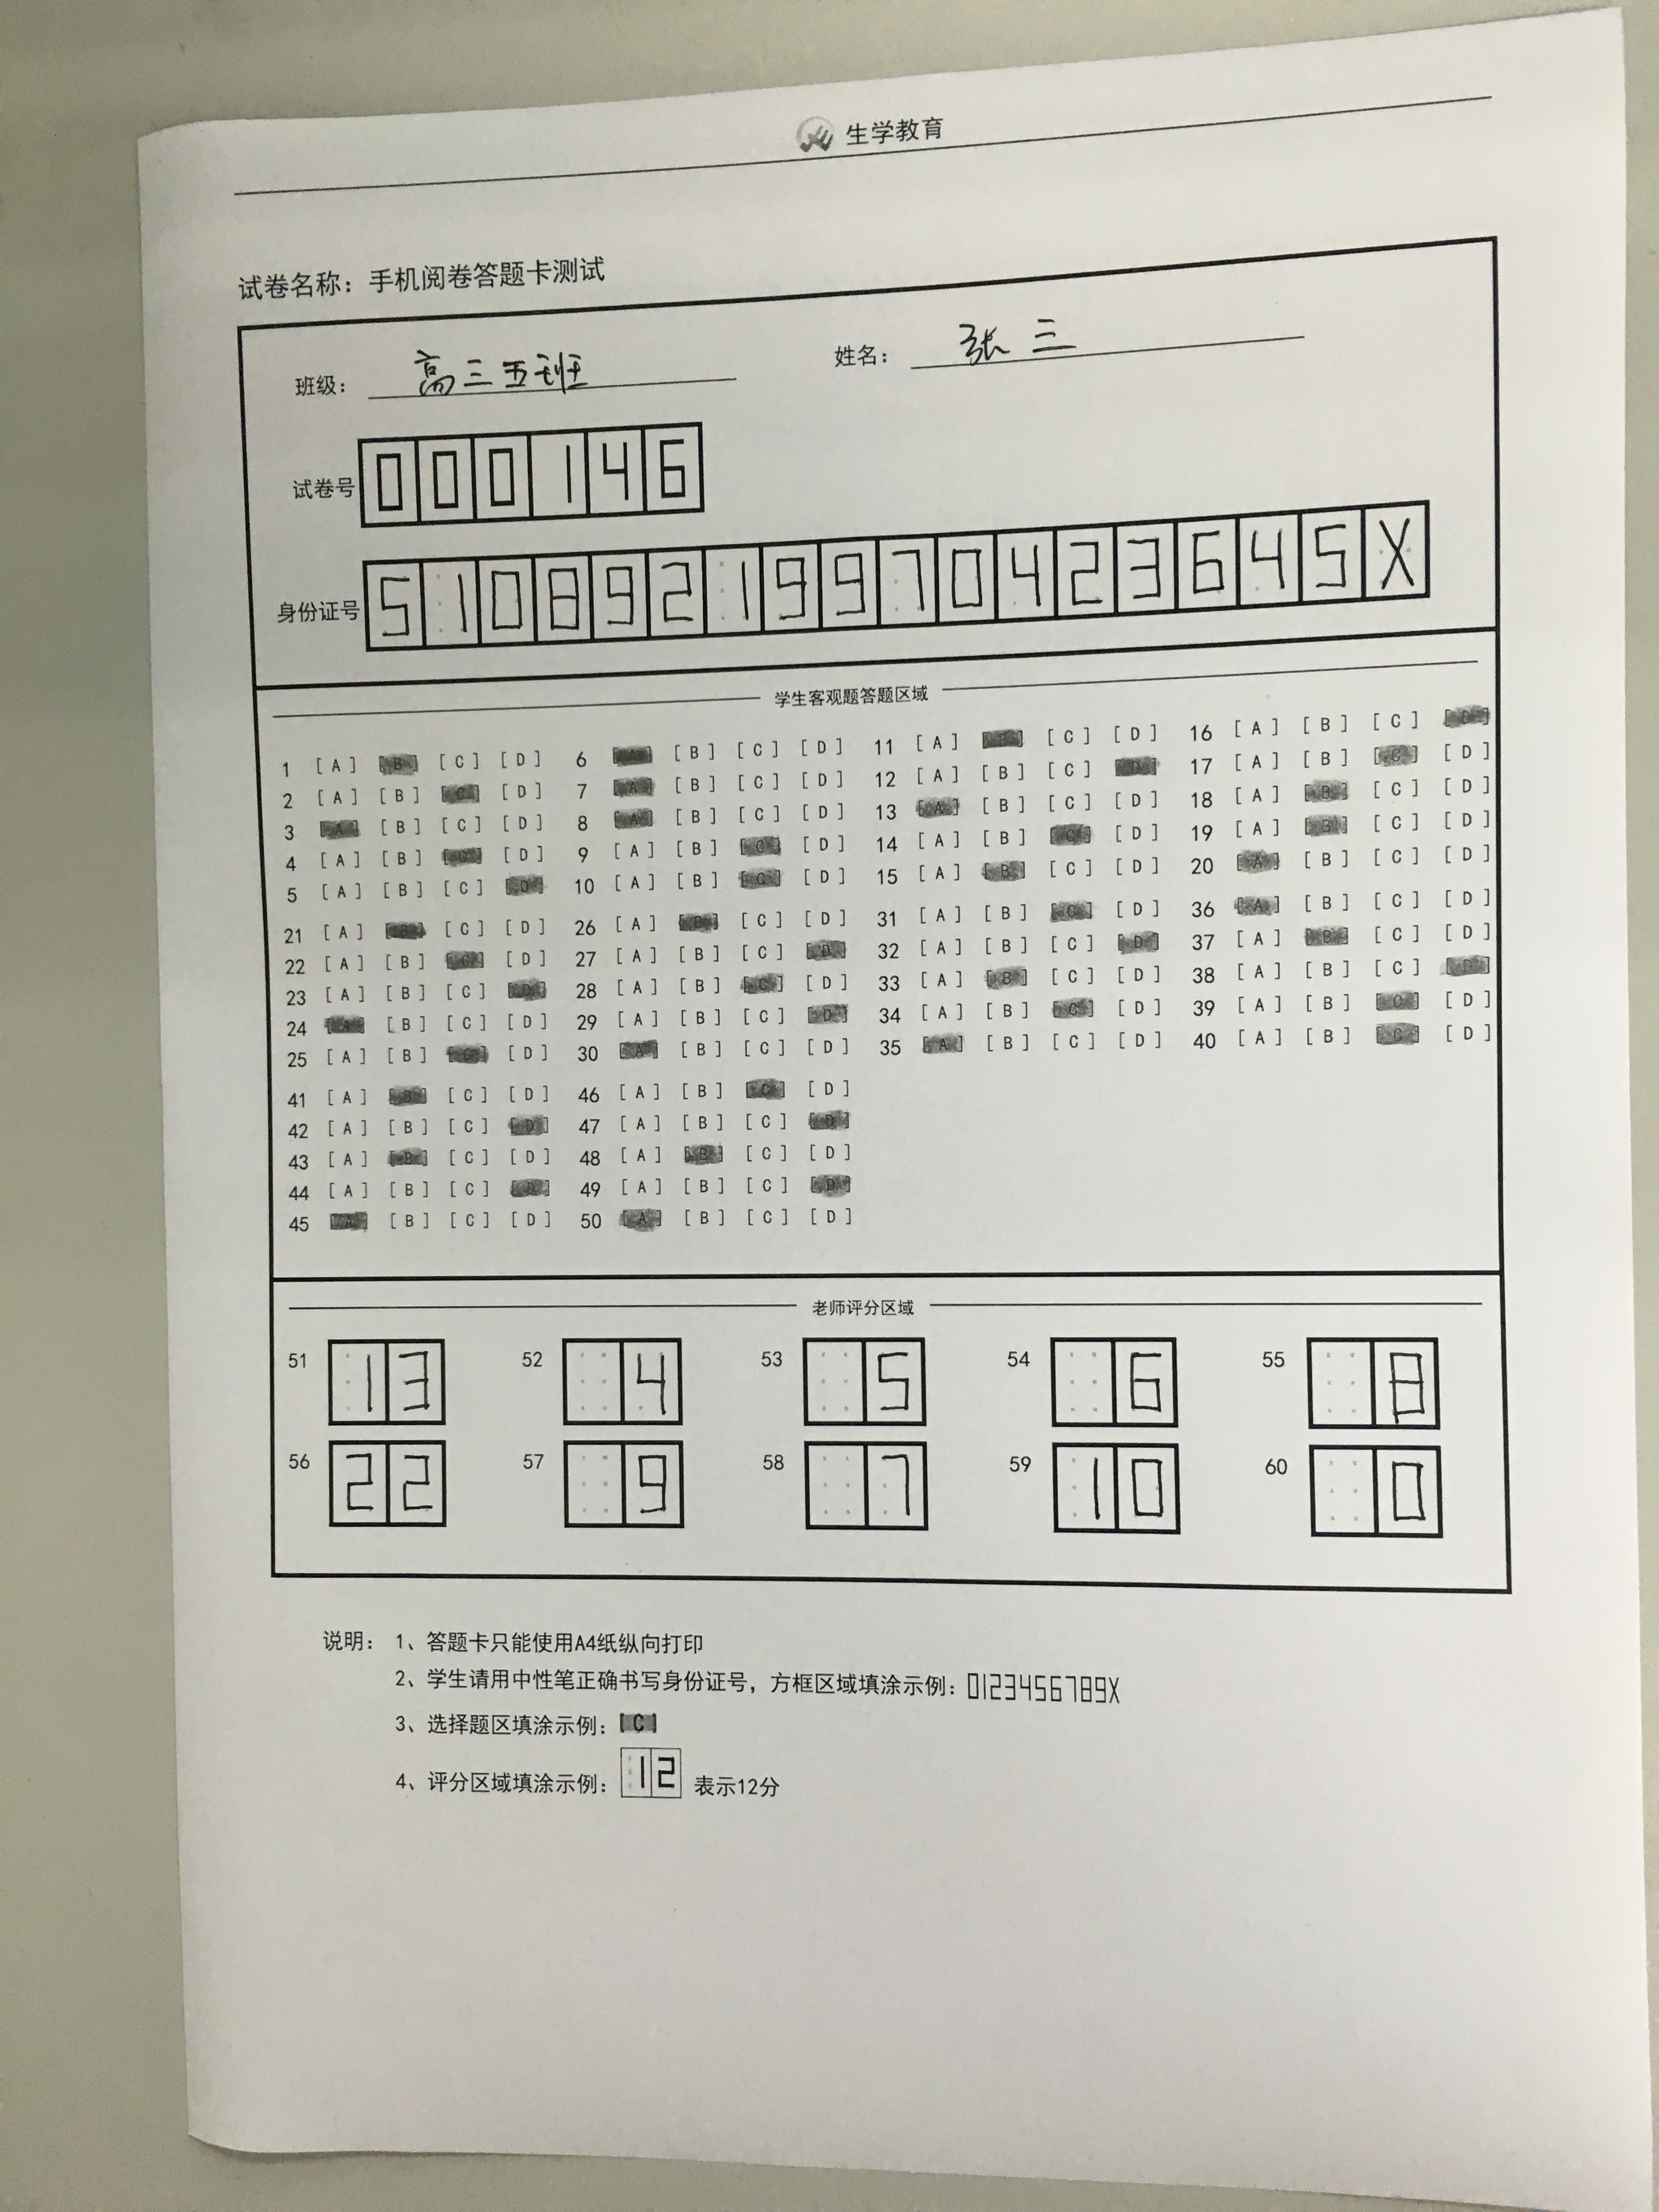 生学教育
试卷名称：手机阅卷答题卡测试
班级： 高三五班 姓名： 张三
试卷号 000146
身份证号 51089219970423645X
学生客观题答题区域
1 [A] [B] [C] [D] 6 [A] [B] [C] [D] 11 [A] [B] [C] [D] 16 [A] [B] [C] [D]
2 [A] [B] [C] [D] 7 [A] [B] [C] [D] 12 [A] [B] [C] [D] 17 [A] [B] [C] [D]
3 [A] [B] [C] [D] 8 [A] [B] [C] [D] 13 [A] [B] [C] [D] 18 [A] [B] [C] [D]
4 [A] [B] [C] [D] 9 [A] [B] [C] [D] 14 [A] [B] [C] [D] 19 [A] [B] [C] [D]
5 [A] [B] [C] [D] 10 [A] [B] [C] [D] 15 [A] [B] [C] [D] 20 [A] [B] [C] [D]
21 [A] [B] [C] [D] 26 [A] [B] [C] [D] 31 [A] [B] [C] [D] 36 [A] [B] [C] [D]
22 [A] [B] [C] [D] 27 [A] [B] [C] [D] 32 [A] [B] [C] [D] 37 [A] [B] [C] [D]
23 [A] [B] [C] [D] 28 [A] [B] [C] [D] 33 [A] [B] [C] [D] 38 [A] [B] [C] [D]
24 [A] [B] [C] [D] 29 [A] [B] [C] [D] 34 [A] [B] [C] [D] 39 [A] [B] [C] [D]
25 [A] [B] [C] [D] 30 [A] [B] [C] [D] 35 [A] [B] [C] [D] 40 [A] [B] [C] [D]
41 [A] [B] [C] [D] 46 [A] [B] [C] [D]
42 [A] [B] [C] [D] 47 [A] [B] [C] [D]
43 [A] [B] [C] [D] 48 [A] [B] [C] [D]
44 [A] [B] [C] [D] 49 [A] [B] [C] [D]
45 [A] [B] [C] [D] 50 [A] [B] [C] [D]
老师评分区域
51 13 52 4 53 5 54 6 55 8
56 22 57 9 58 7 59 10 60 0
说明： 1、答题卡只能使用A4纸纵向打印
2、学生请用中性笔正确书写身份证号，方框区域填涂示例：0123456789X
3、选择题区填涂示例：[C]
4、评分区域填涂示例： 12 表示12分